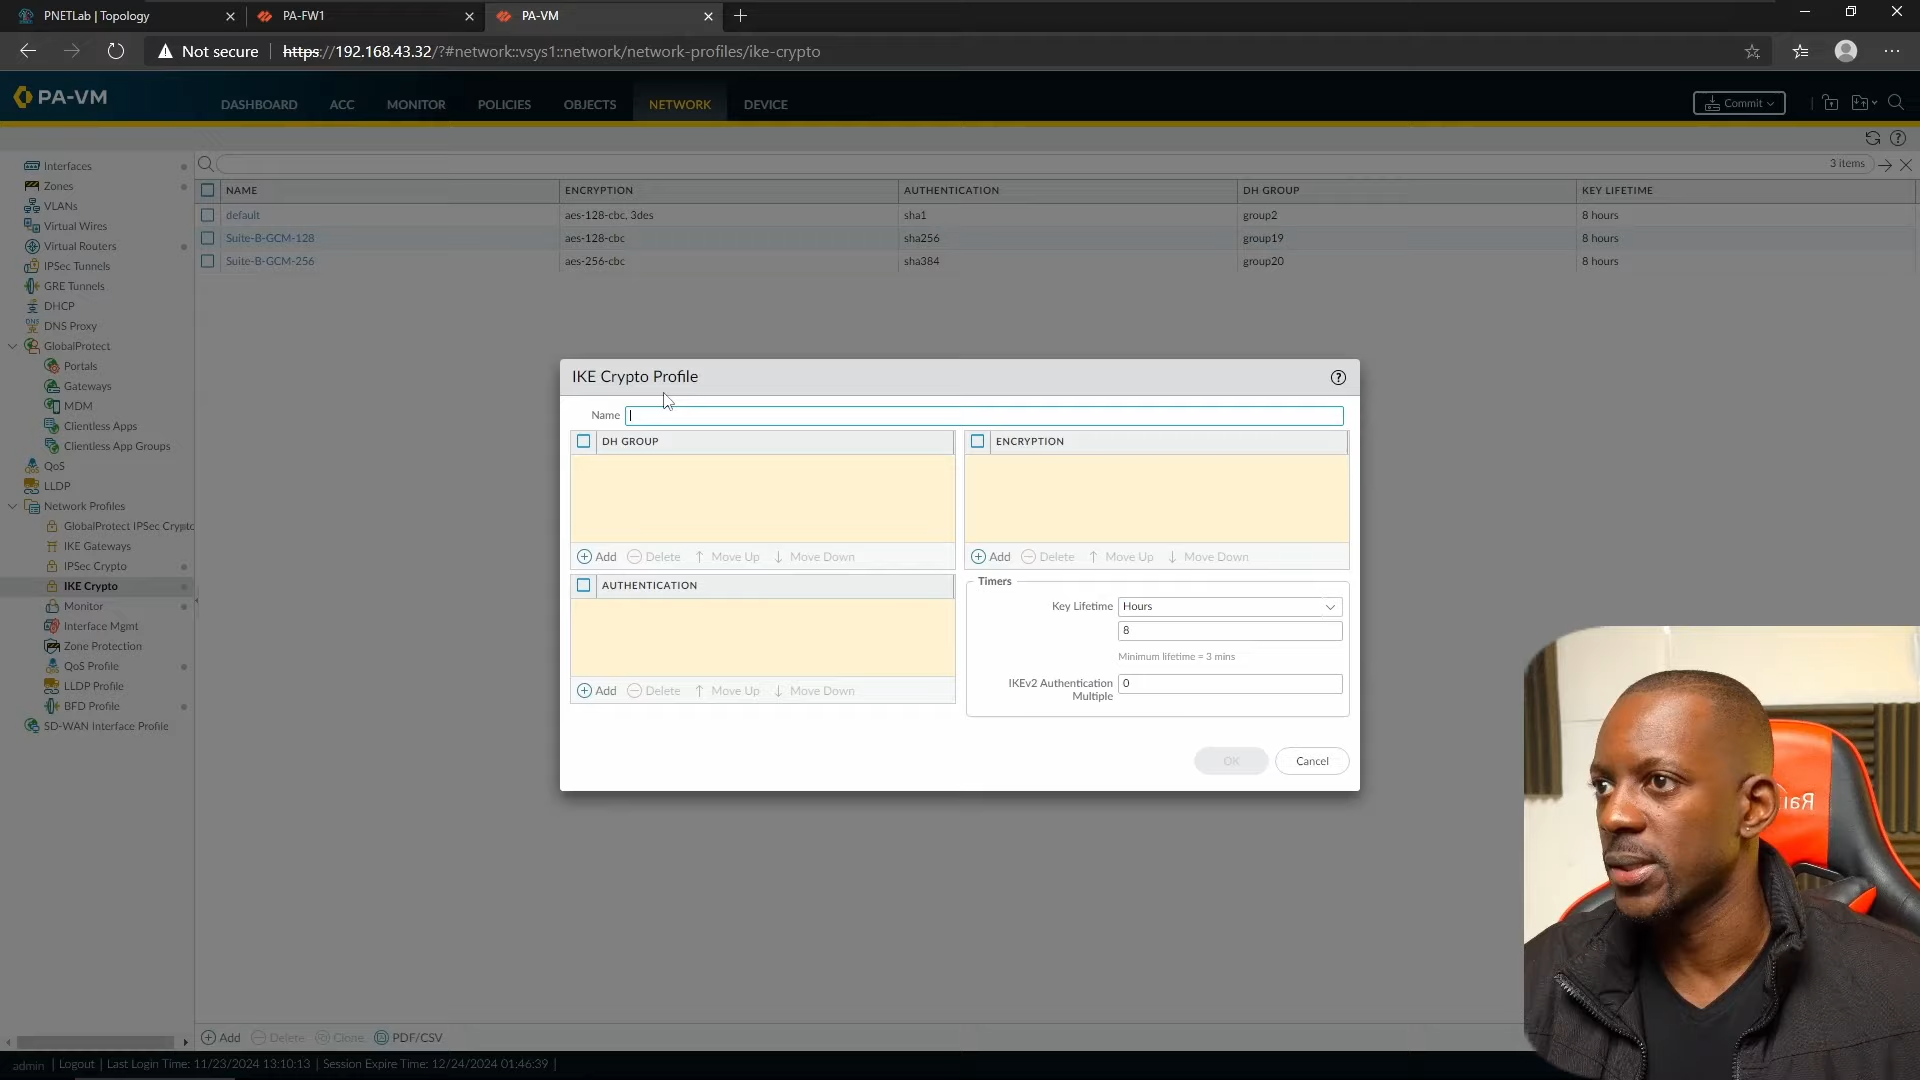 PNETLab | Topology
PA-FW1
PA-VM
Not secure
https://192.168.43.32/?#network::vsys1::network/network-profiles/ike-crypto
PA-VM
DASHBOARD
ACC
MONITOR
POLICIES
OBJECTS
NETWORK
DEVICE
Commit
3 items
Interfaces
Zones
VLANs
Virtual Wires
Virtual Routers
IPSec Tunnels
GRE Tunnels
DHCP
DNS Proxy
GlobalProtect
Portals
Gateways
MDM
Clientless Apps
Clientless App Groups
QoS
LLDP
Network Profiles
GlobalProtect IPSec Crypto
IKE Gateways
IPSec Crypto
IKE Crypto
Monitor
Interface Mgmt
Zone Protection
QoS Profile
LLDP Profile
BFD Profile
SD-WAN Interface Profile
NAME ENCRYPTION AUTHENTICATION DH GROUP KEY LIFETIME
default aes-128-cbc, 3des sha1 group2 8 hours
Suite-B-GCM-128 aes-128-cbc sha256 group19 8 hours
Suite-B-GCM-256 aes-256-cbc sha384 group20 8 hours
IKE Crypto Profile
Name
DH GROUP
Add Delete Move Up Move Down
ENCRYPTION
Add Delete Move Up Move Down
AUTHENTICATION
Add Delete Move Up Move Down
Timers
Key Lifetime Hours
8
Minimum lifetime = 3 mins
IKEv2 Authentication 0
Multiple
OK
Cancel
Rai
Add Delete Clone PDF/CSV
admin | Logout | Last Login Time: 11/23/2024 13:10:13 | Session Expire Time: 12/24/2024 01:46:39 |